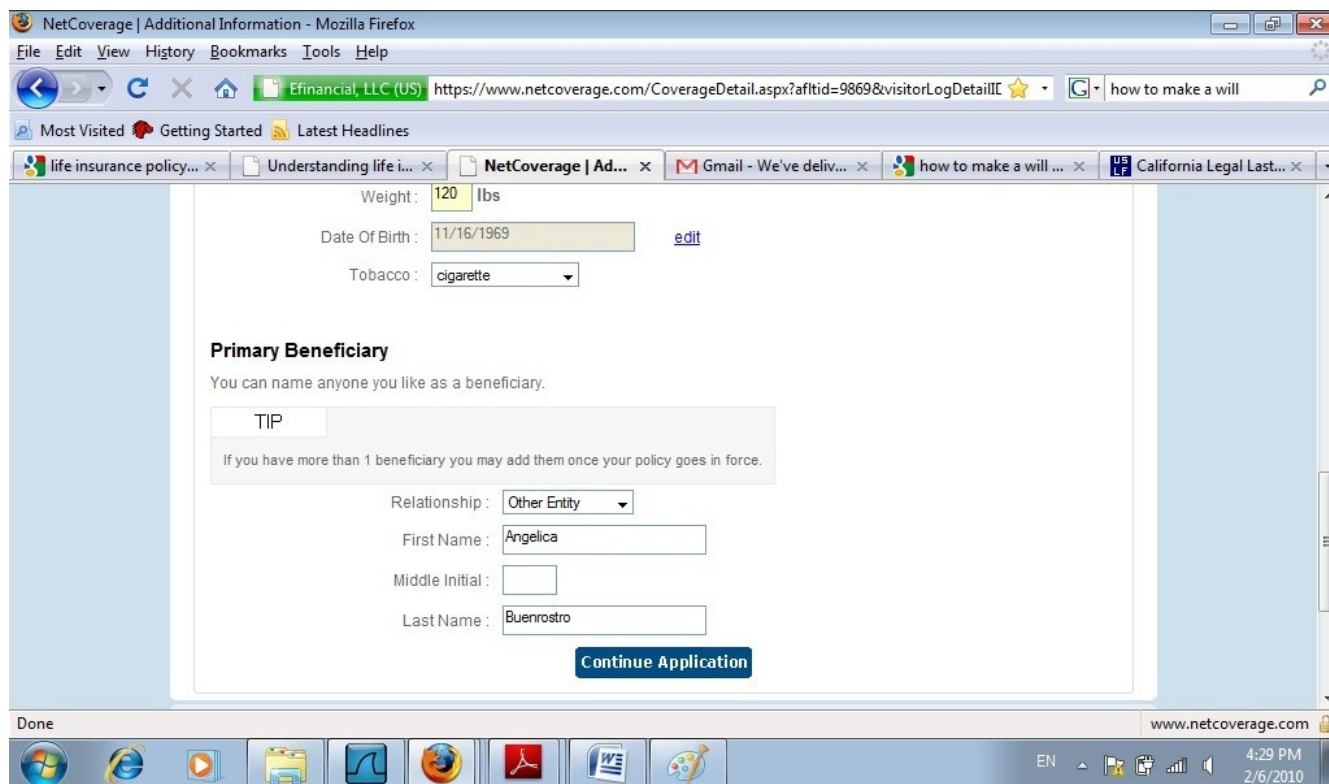 NetCoverage | Additional Information - Mozilla Firefox
File Edit View History Bookmarks Tools Help
Efinancial, LLC (US) https://www.netcoverage.com/CoverageDetail.aspx?afltid=9869&visitorLogDetailII how to make a will
Most Visited Getting Started Latest Headlines
life insurance policy... Understanding life i... NetCoverage | Ad... Gmail - We've deliv... how to make a will ... California Legal Last...
Weight : 120 lbs
Date Of Birth : 11/16/1969 edit
Tobacco : cigarette
Primary Beneficiary
You can name anyone you like as a beneficiary.
TIP
If you have more than 1 beneficiary you may add them once your policy goes in force.
Relationship : Other Entity
First Name : Angelica
Middle Initial :
Last Name : Buenrostro
Continue Application
Done www.netcoverage.com
EN 4:29 PM
2/6/2010